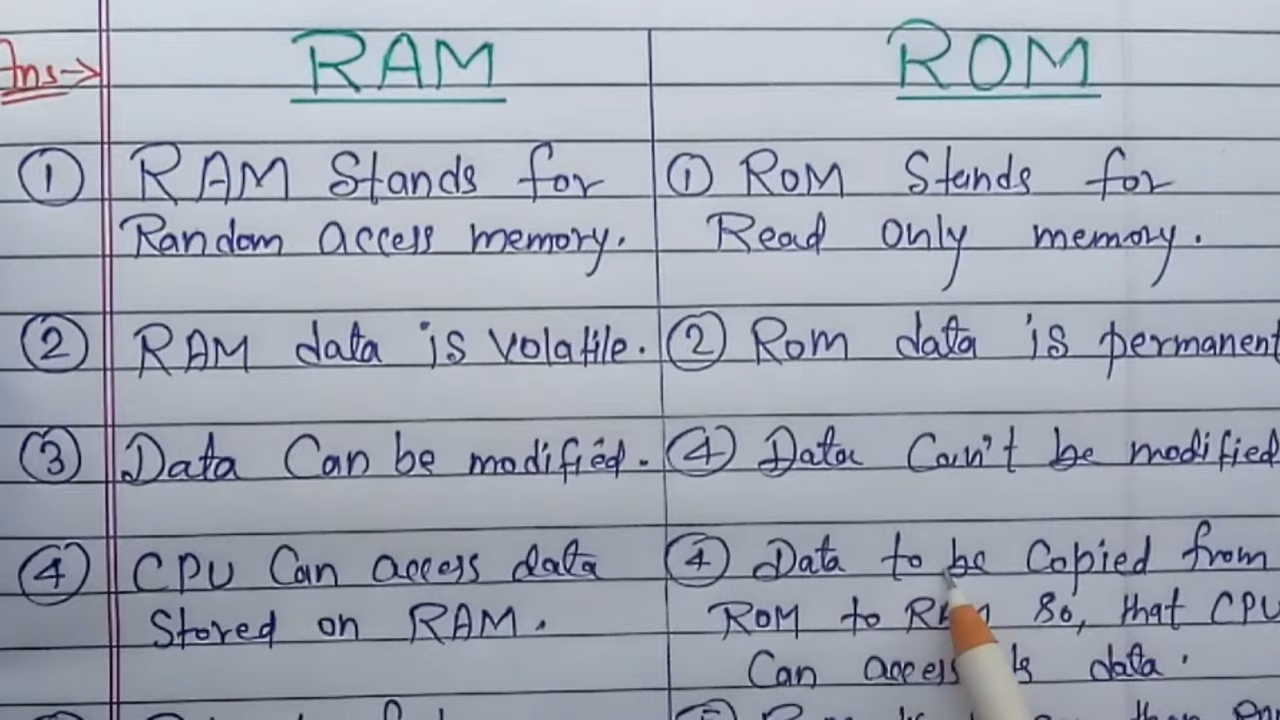 Ans→
RAM
ROM
① RAM Stands for
Random access memory.
① ROM Stands for
Read only memory.
② RAM data is volatile.
② Rom data is permanent
③ Data Can be modified.
④ Data Can't be modified
④ CPU Can access data
Stored on RAM.
④ Data to be Copied from
ROM to RAM So, that CPU
Can access data.